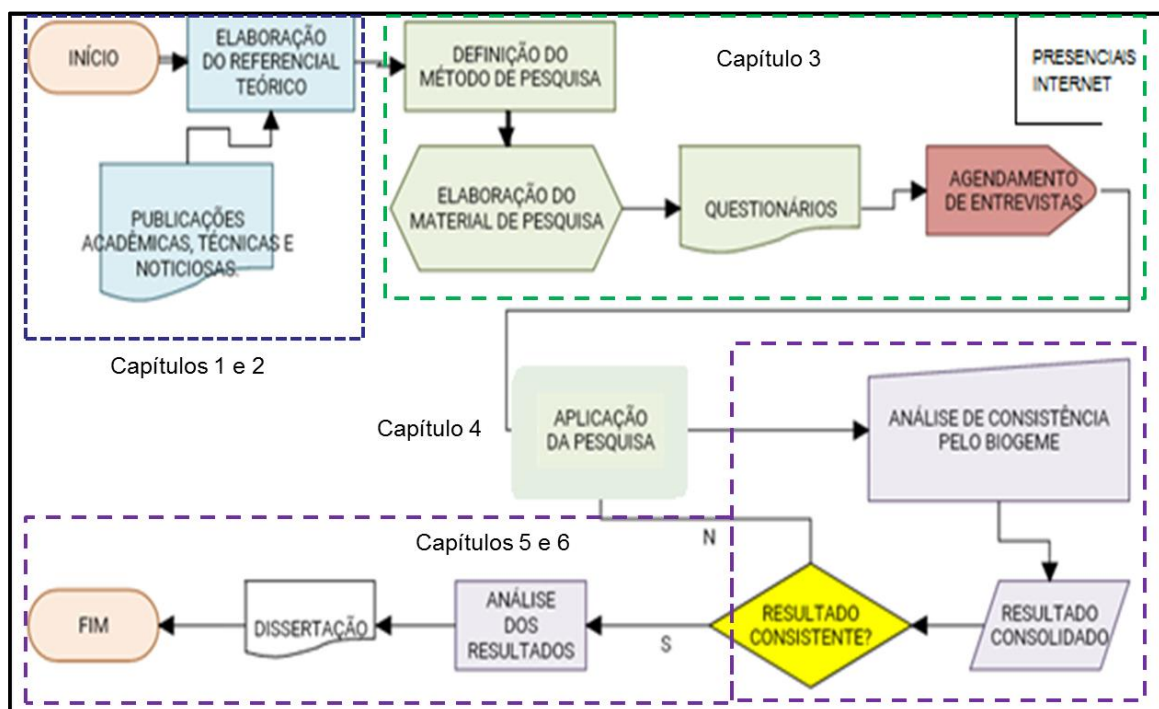 INÍCIO
ELABORAÇÃO
DO REFERENCIAL
TEÓRICO
PUBLICAÇÕES
ACADÊMICAS, TÉCNICAS E
NOTICIOSAS.
Capítulos 1 e 2
DEFINIÇÃO DO
MÉTODO DE PESQUISA
Capítulo 3
PRESENCIAIS
INTERNET
ELABORAÇÃO DO
MATERIAL DE PESQUISA
QUESTIONÁRIOS
AGENDAMENTO
DE ENTREVISTAS
Capítulo 4
APLICAÇÃO
DA PESQUISA
ANÁLISE DE CONSISTÊNCIA
PELO BIOGEME
Capítulos 5 e 6
N
FIM
DISSERTAÇÃO
ANÁLISE
DOS
RESULTADOS
S
RESULTADO
CONSISTENTE?
RESULTADO
CONSOLIDADO